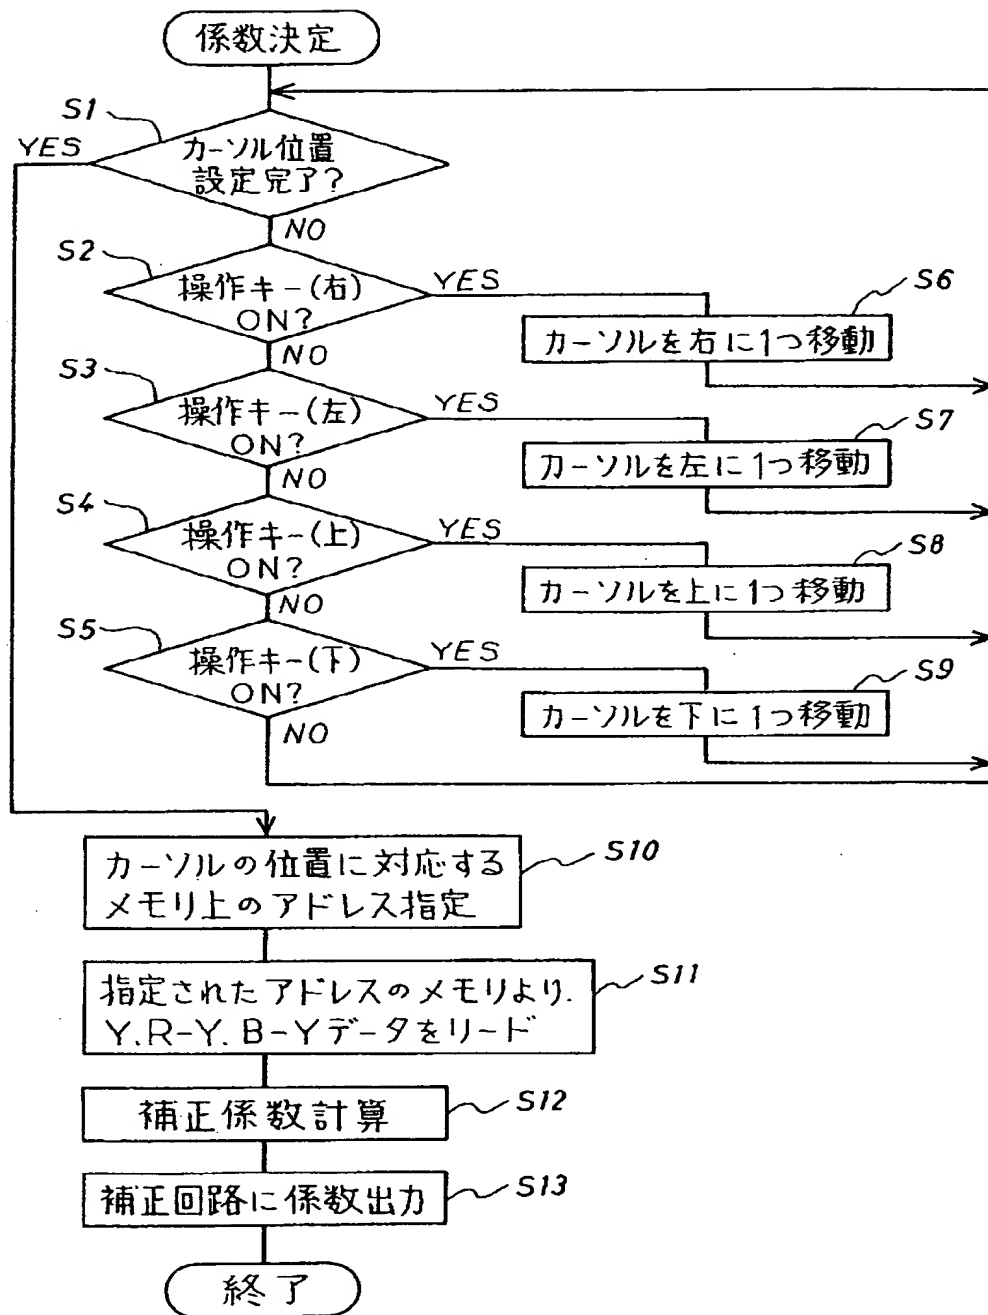 係数決定
S1
YES
カーソル位置
設定完了?
NO
S2
操作キー(右)
ON?
YES
S6
カーソルを右に1つ移動
NO
S3
操作キー(左)
ON?
YES
S7
カーソルを左に1つ移動
NO
S4
操作キー(上)
ON?
YES
S8
カーソルを上に1つ移動
NO
S5
操作キー(下)
ON?
YES
S9
カーソルを下に1つ移動
NO
カーソルの位置に対応する
メモリ上のアドレス指定
S10
指定されたアドレスのメモリより.
Y.R-Y.B-Yデータをリード
S11
補正係数計算
S12
補正回路に係数出力
S13
終了